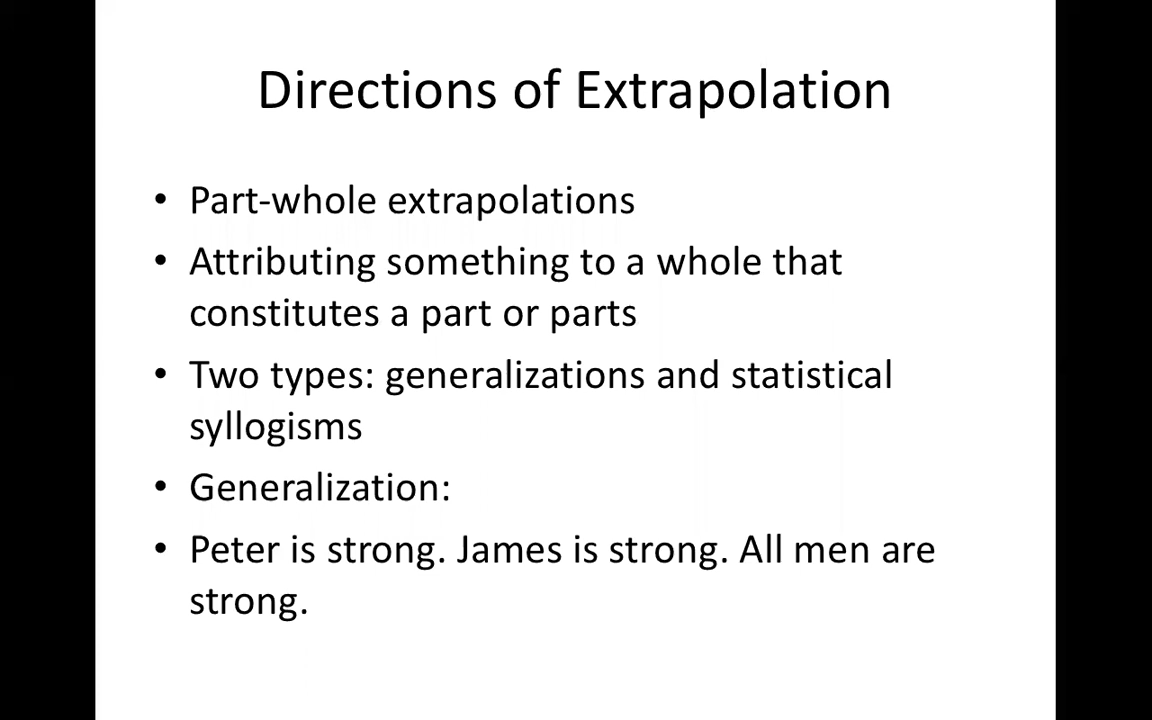 Directions of Extrapolation
• Part-whole extrapolations
• Attributing something to a whole that
constitutes a part or parts
• Two types: generalizations and statistical
syllogisms
• Generalization:
• Peter is strong. James is strong. All men are
strong.